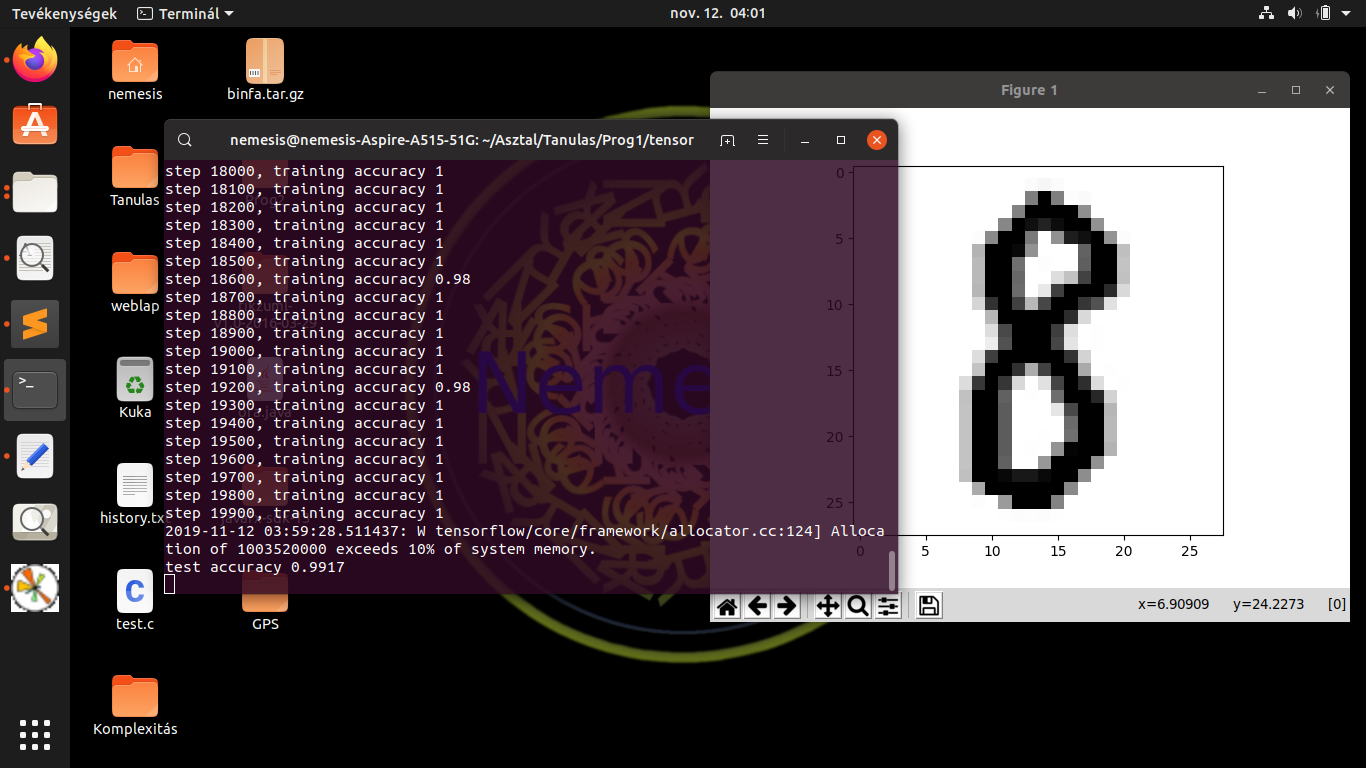 Tevékenységek
Terminál
nov. 12. 04:01
nemesis
binfa.tar.gz
Tanulas
weblap
Kuka
history.tx
test.c
GPS
Komplexitás
nemesis@nemesis-Aspire-A515-51G: ~/Asztal/Tanulas/Prog1/tensor
step 18000, training accuracy 1
step 18100, training accuracy 1
step 18200, training accuracy 1
step 18300, training accuracy 1
step 18400, training accuracy 1
step 18500, training accuracy 1
step 18600, training accuracy 0.98
step 18700, training accuracy 1
step 18800, training accuracy 1
step 18900, training accuracy 1
step 19000, training accuracy 1
step 19100, training accuracy 1
step 19200, training accuracy 0.98
step 19300, training accuracy 1
step 19400, training accuracy 1
step 19500, training accuracy 1
step 19600, training accuracy 1
step 19700, training accuracy 1
step 19800, training accuracy 1
step 19900, training accuracy 1
2019-11-12 03:59:28.511437: W tensorflow/core/framework/allocator.cc:124] Alloca
tion of 1003520000 exceeds 10% of system memory.
test accuracy 0.9917
Neme
Figure 1
0
5
10
15
20
25
0 5 10 15 20 25
x=6.90909 y=24.2273 [0]